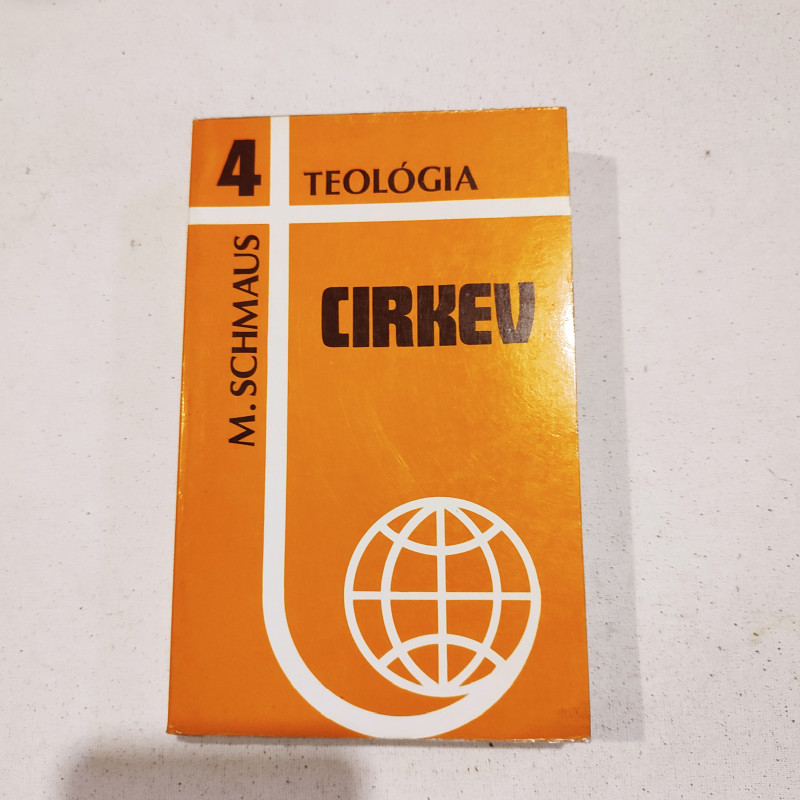 4
TEOLÓGIA
M. SCHMAUS
CIRKEV